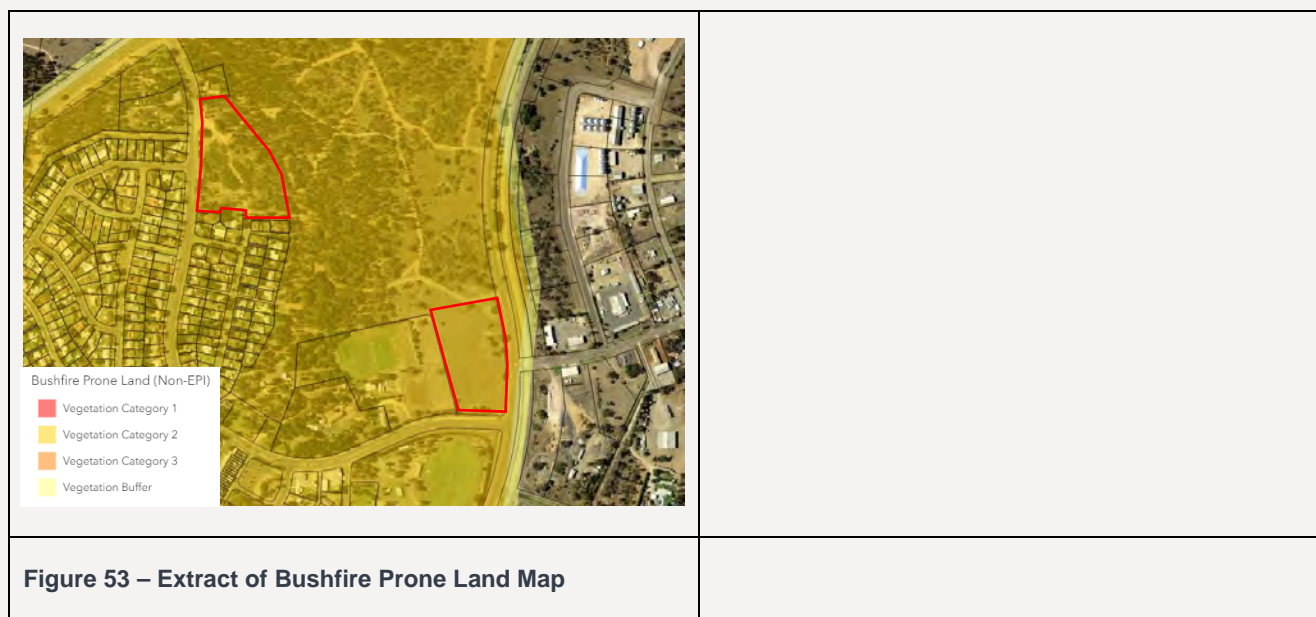 Bushfire Prone Land (Non-EPI)
Vegetation Category 1
Vegetation Category 2
Vegetation Category 3
Vegetation Buffer
Figure 53 – Extract of Bushfire Prone Land Map